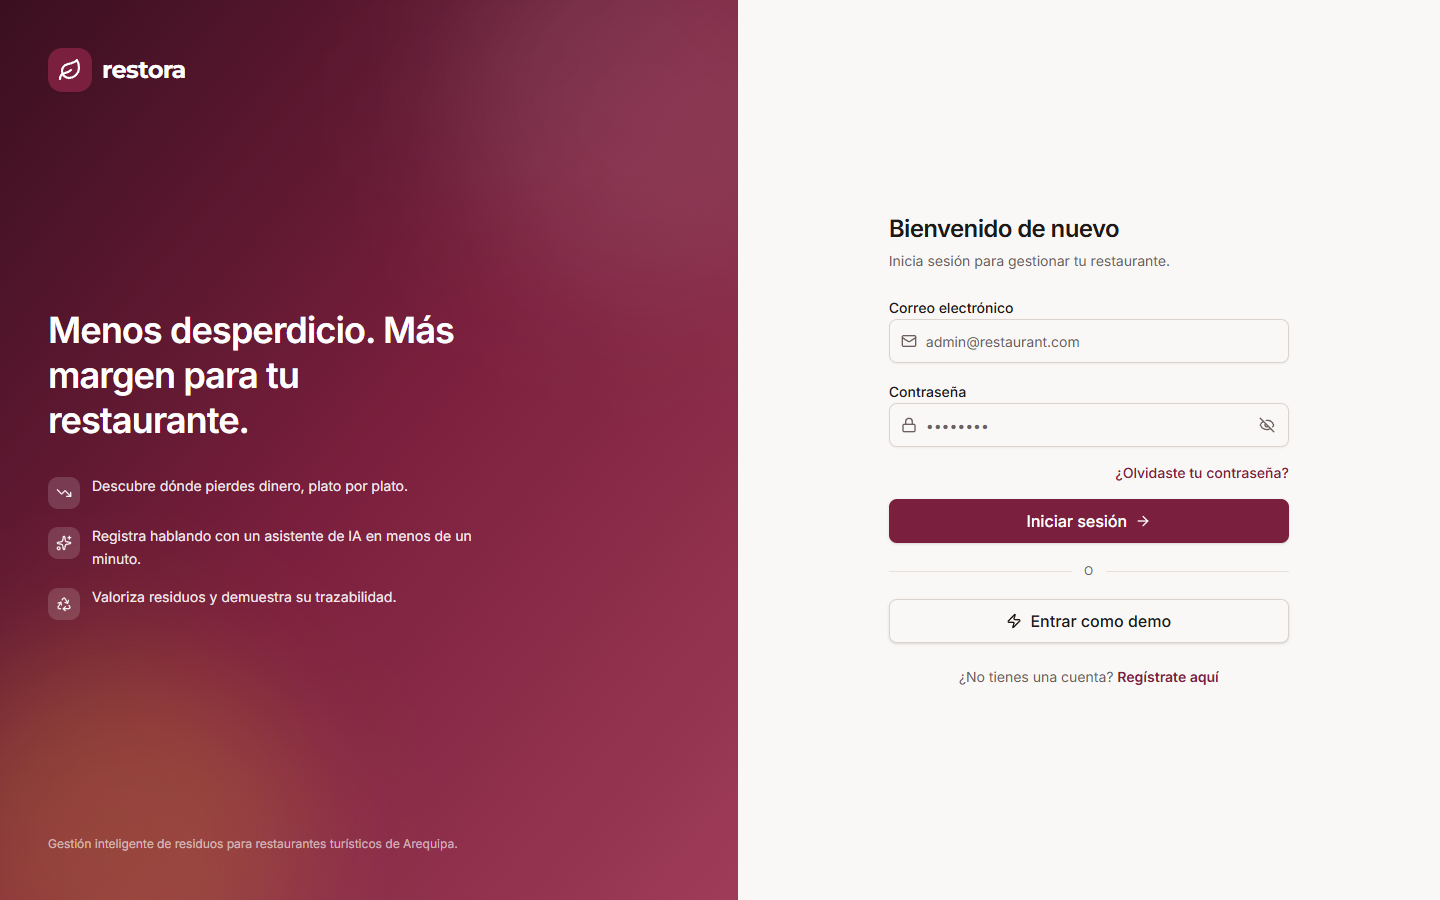 restora
Menos desperdicio. Más
margen para tu
restaurante.
Descubre dónde pierdes dinero, plato por plato.
Registra hablando con un asistente de IA en menos de un
minuto.
Valoriza residuos y demuestra su trazabilidad.
Gestión inteligente de residuos para restaurantes turísticos de Arequipa.
Bienvenido de nuevo
Inicia sesión para gestionar tu restaurante.
Correo electrónico
admin@restaurant.com
Contraseña
••••••••
¿Olvidaste tu contraseña?
Iniciar sesión →
O
Entrar como demo
¿No tienes una cuenta? Regístrate aquí